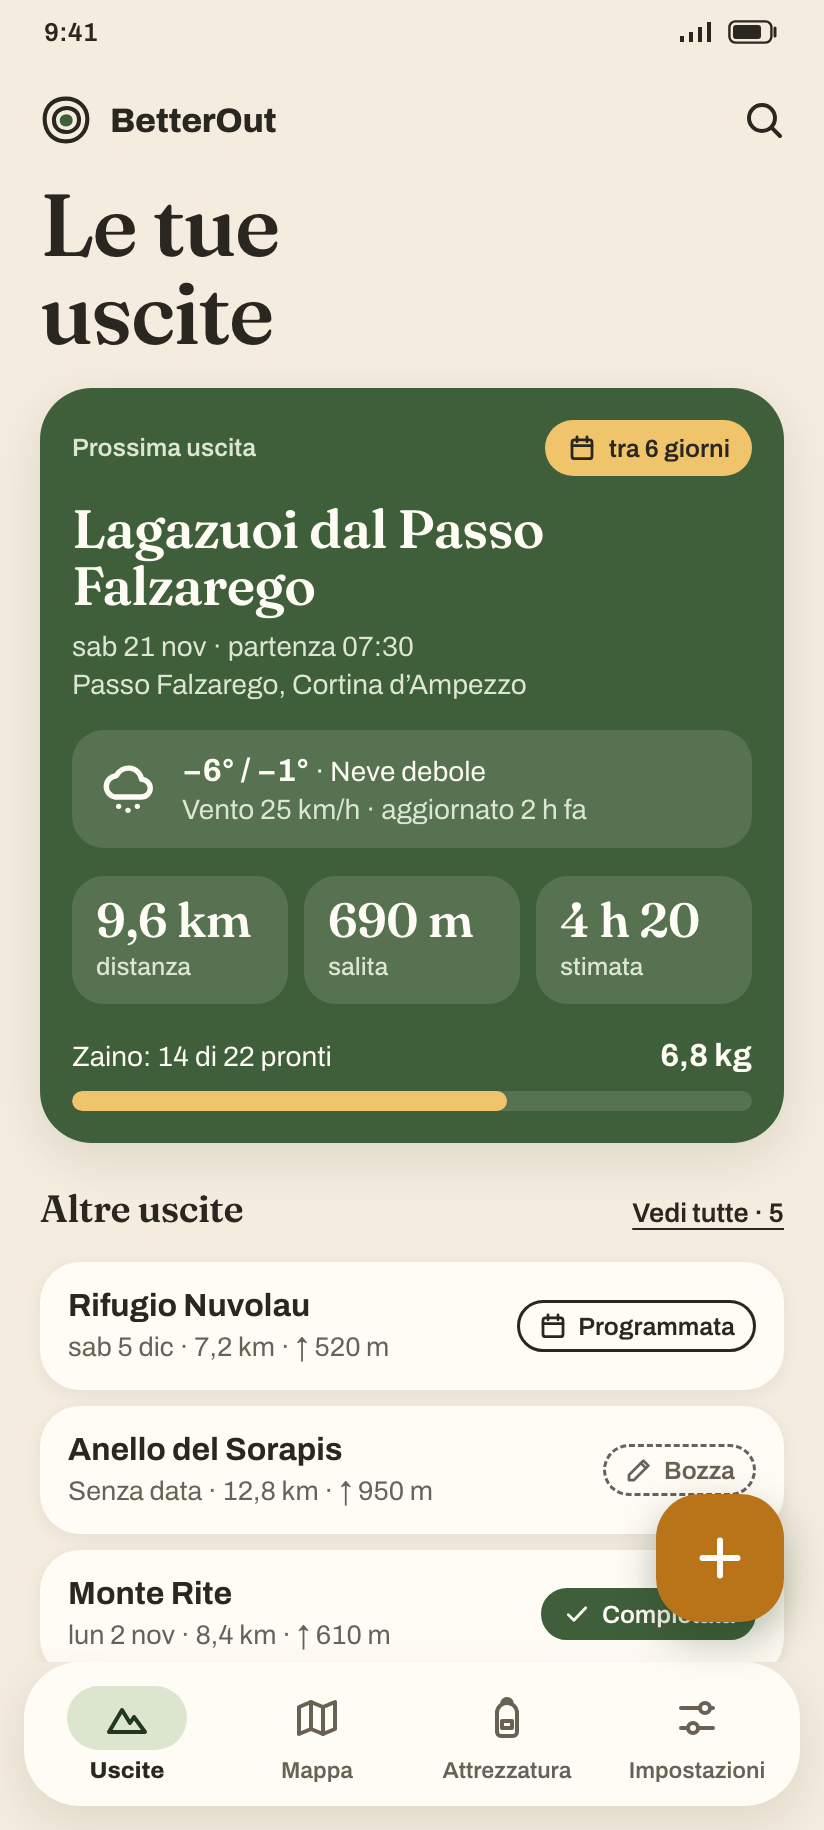 9:41
BetterOut
Le tue
uscite
Prossima uscita
tra 6 giorni
Lagazuoi dal Passo
Falzarego
sab 21 nov · partenza 07:30
Passo Falzarego, Cortina d’Ampezzo
−6° / −1° · Neve debole
Vento 25 km/h · aggiornato 2 h fa
9,6 km
distanza
690 m
salita
4 h 20
stimata
Zaino: 14 di 22 pronti
6,8 kg
Altre uscite
Vedi tutte · 5
Rifugio Nuvolau
sab 5 dic · 7,2 km · ↑ 520 m
Programmata
Anello del Sorapis
Senza data · 12,8 km · ↑ 950 m
Bozza
Monte Rite
lun 2 nov · 8,4 km · ↑ 610 m
Uscite
Mappa
Attrezzatura
Impostazioni